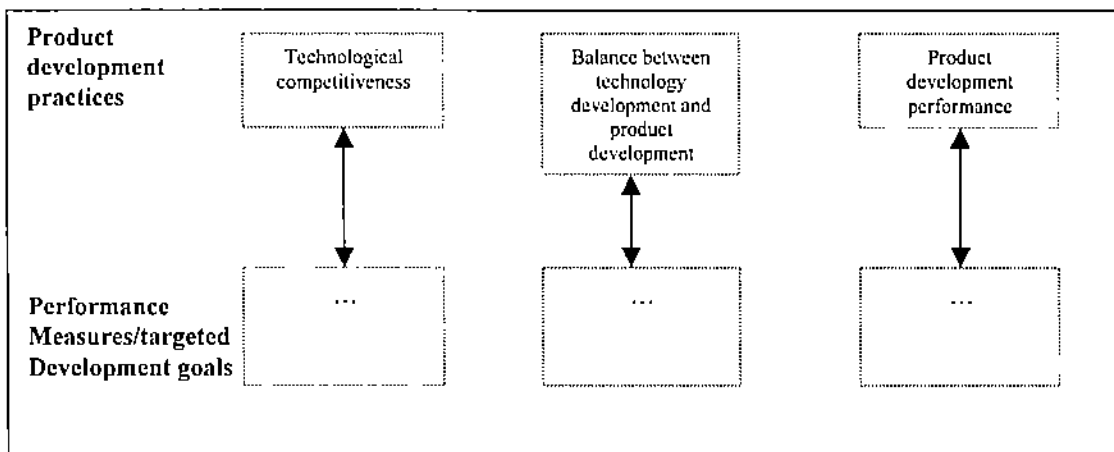 Product
development
practices
Technological
competitiveness
Balance between
technology
development and
product
development
Product
development
performance
Performance
Measures/targeted
Development goals
...
...
...